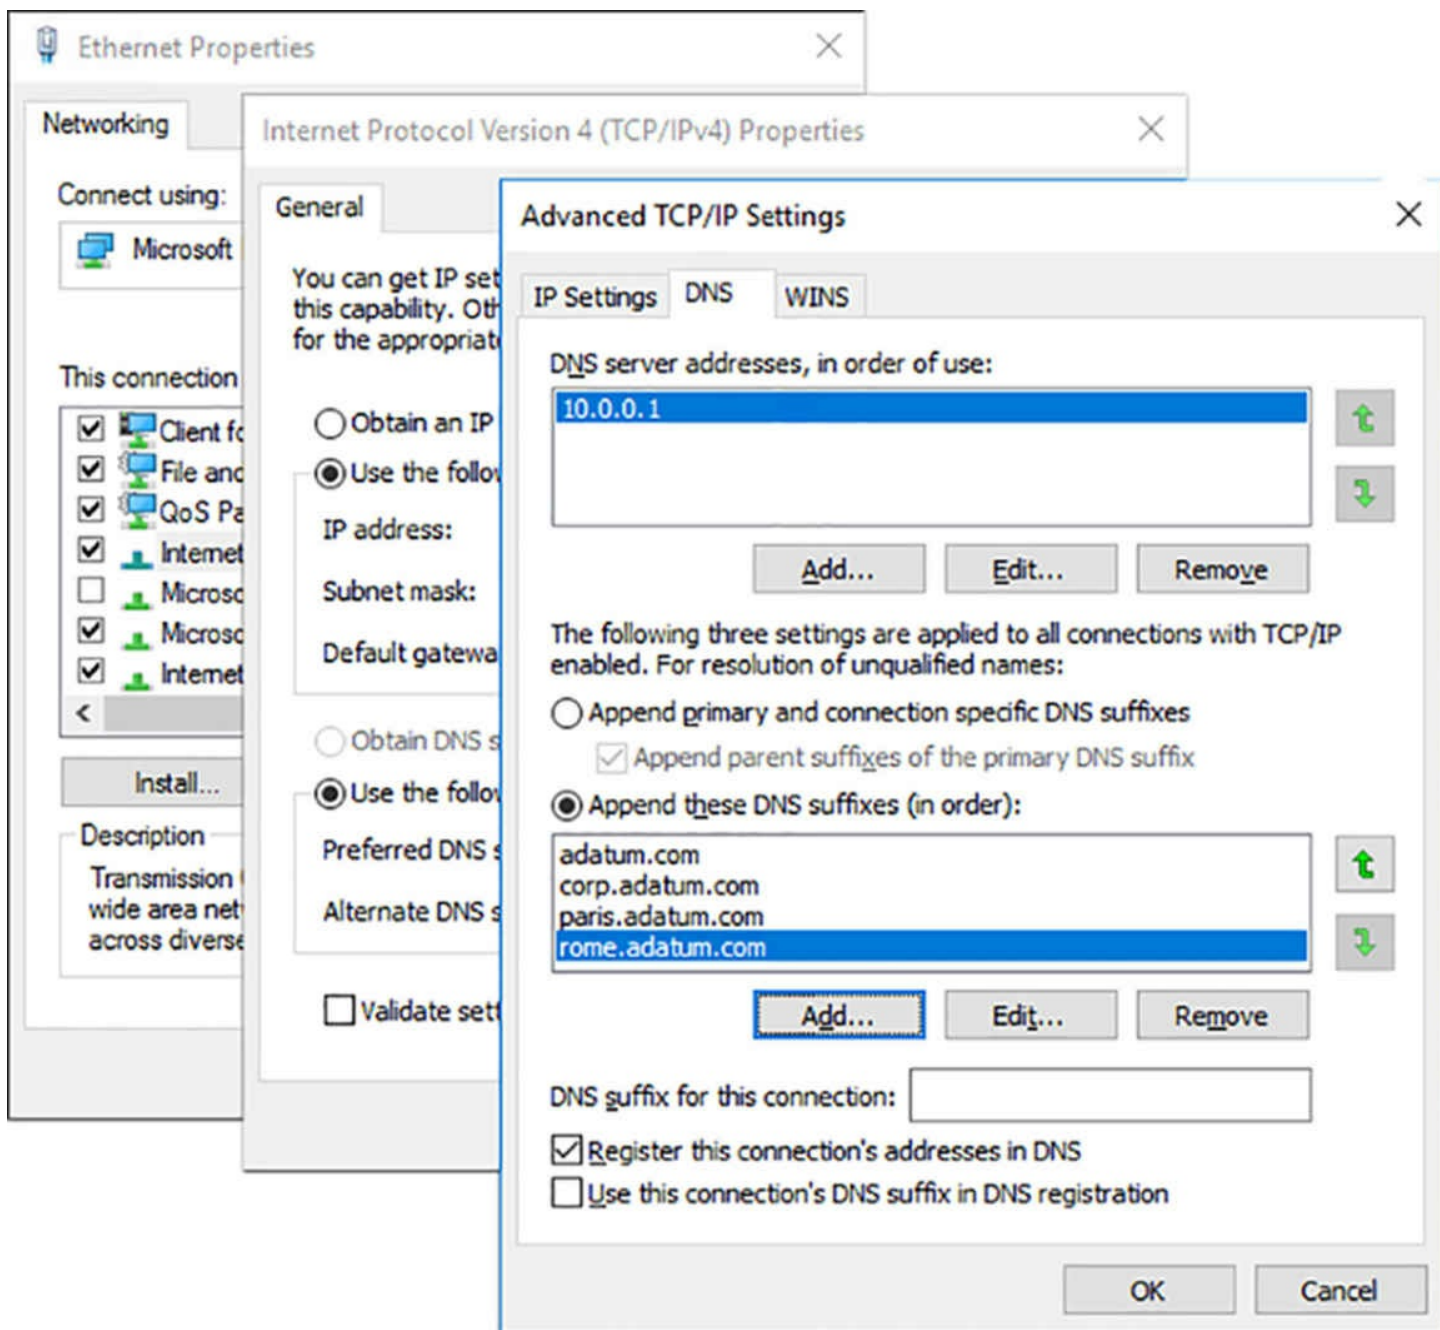 Ethernet Properties
Networking
Connect using:
Microsoft
This connection
Client fo
File and
QoS Pa
Internet
Microso
Microso
Internet
Install...
Description
Transmission
wide area net
across diverse
Internet Protocol Version 4 (TCP/IPv4) Properties
General
You can get IP set
this capability. Oth
for the appropriate
Obtain an IP
Use the follow
IP address:
Subnet mask:
Default gatewa
Obtain DNS s
Use the follow
Preferred DNS s
Alternate DNS s
Validate sett
Advanced TCP/IP Settings
IP Settings DNS WINS
DNS server addresses, in order of use:
10.0.0.1
Add... Edit... Remove
The following three settings are applied to all connections with TCP/IP
enabled. For resolution of unqualified names:
Append primary and connection specific DNS suffixes
Append parent suffixes of the primary DNS suffix
Append these DNS suffixes (in order):
adatum.com
corp.adatum.com
paris.adatum.com
rome.adatum.com
Add... Edit... Remove
DNS suffix for this connection:
Register this connection's addresses in DNS
Use this connection's DNS suffix in DNS registration
OK Cancel